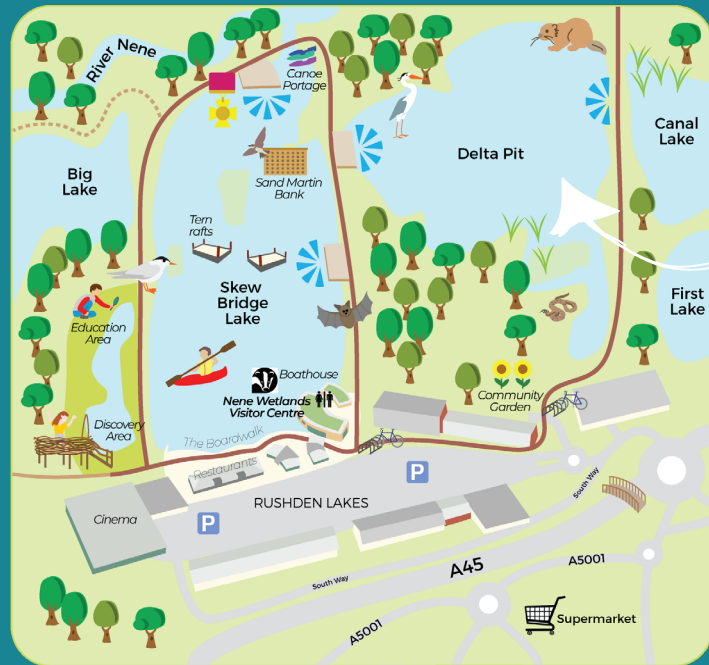 River Nene
Canoe
Portage
Canal
Lake
Delta Pit
Big
Lake
Sand Martin
Bank
Tern
rafts
Skew
Bridge
Lake
First
Lake
Education
Area
Boathouse
Nene Wetlands
Visitor Centre
Community
Garden
Discovery
Area
The Boardwalk
Restaurants
RUSHDEN LAKES
P
P
Cinema
South Way
South Way
A45
A5001
A5001
Supermarket